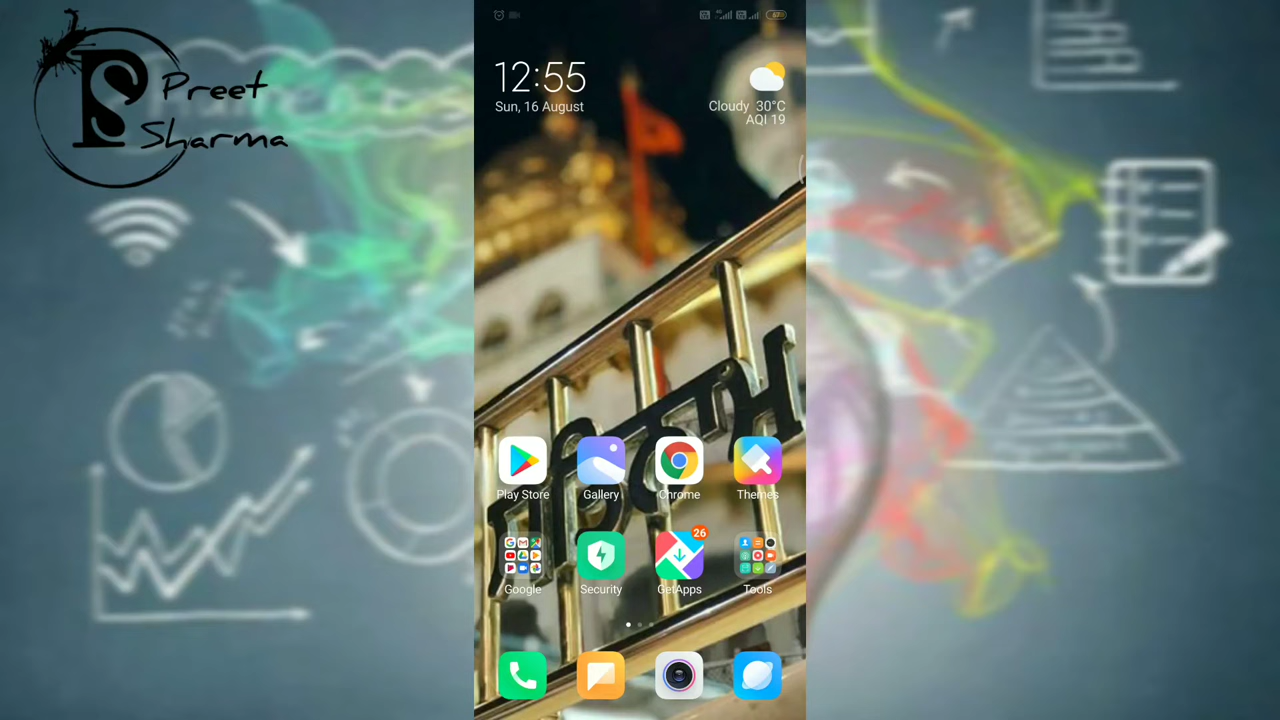 Preet
Sharma
12:55
Sun, 16 August
Cloudy 30°C
AQI 19
Play Store
Gallery
Chrome
Themes
26
Google
Security
GetApps
Tools